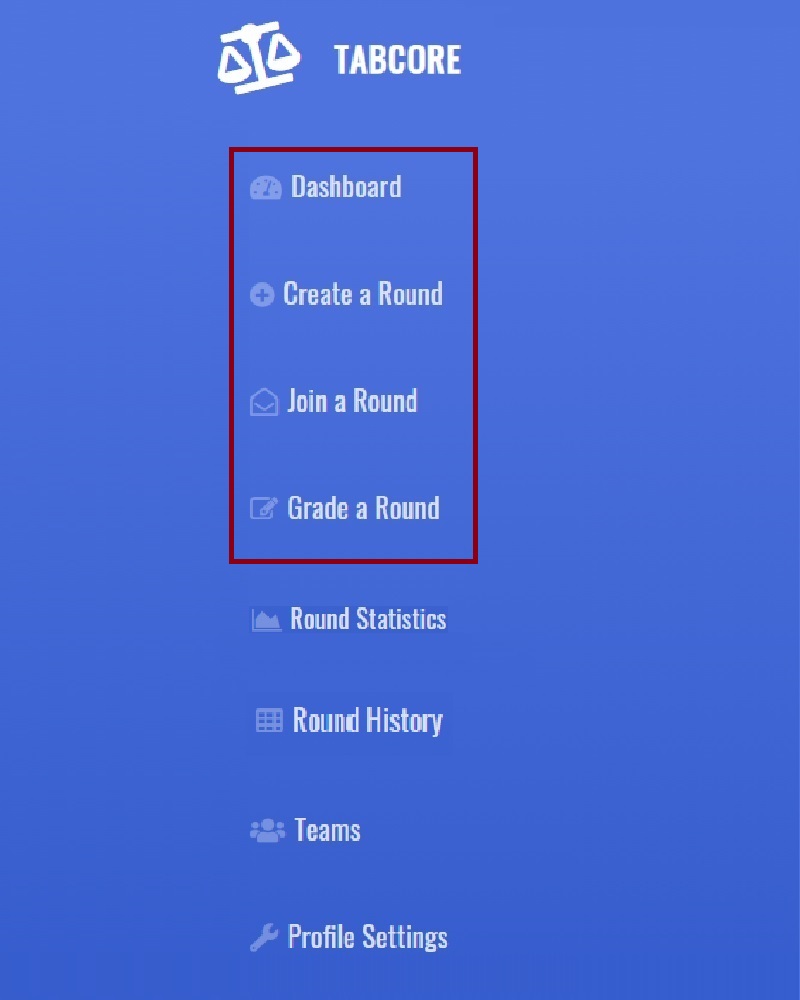 TABCORE
Dashboard
Create a Round
Join a Round
Grade a Round
Round Statistics
Round History
Teams
Profile Settings